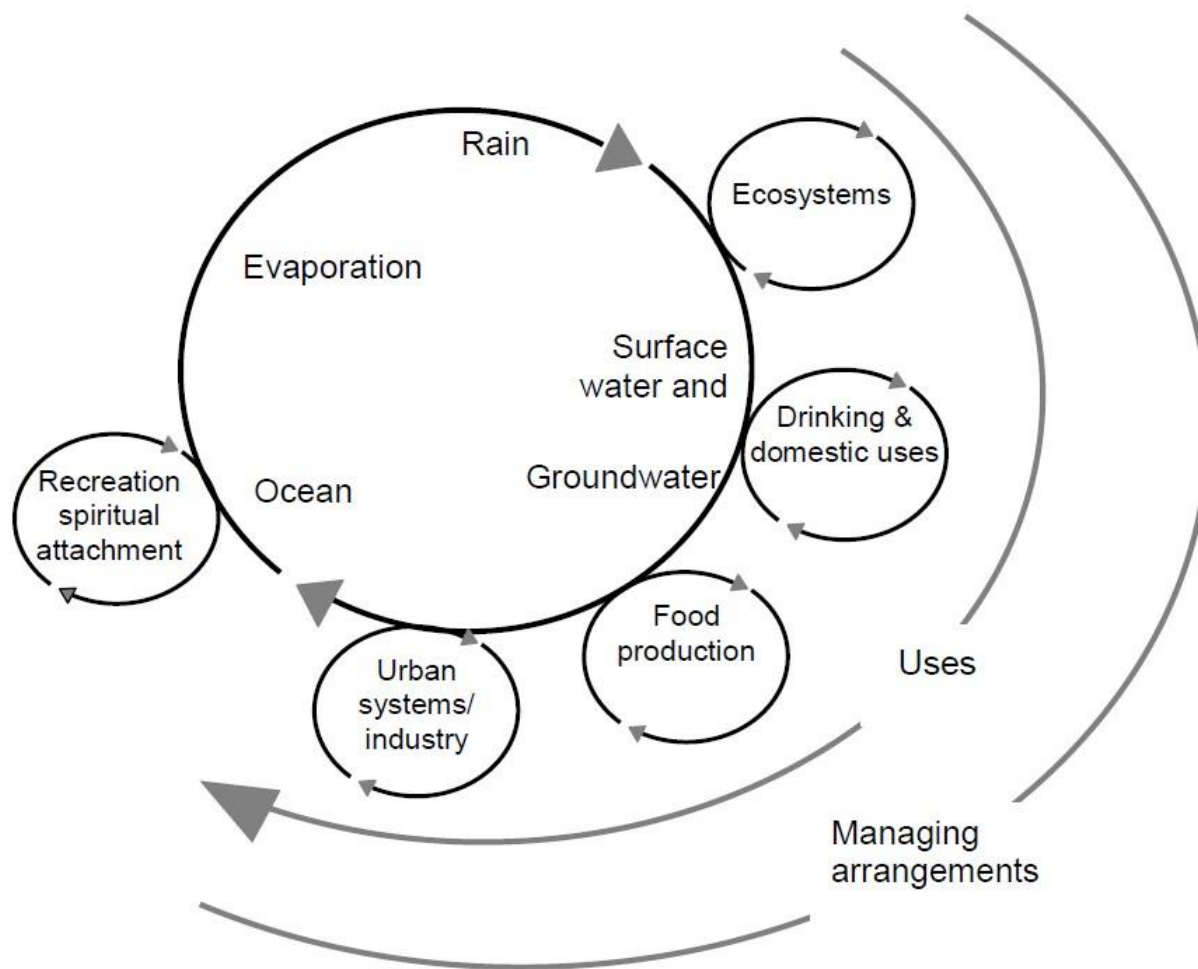 Rain
Ecosystems
Evaporation
Surface
water and
Groundwater
Drinking &
domestic uses
Ocean
Recreation
spiritual
attachment
Food
production
Urban
systems/
industry
Uses
Managing
arrangements